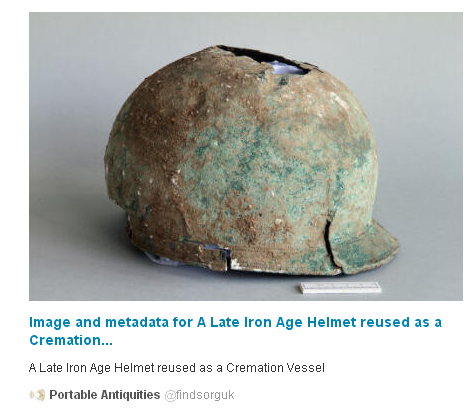 Image and metadata for A Late Iron Age Helmet reused as a
Cremation...
A Late Iron Age Helmet reused as a Cremation Vessel
Portable Antiquities @findsorguk